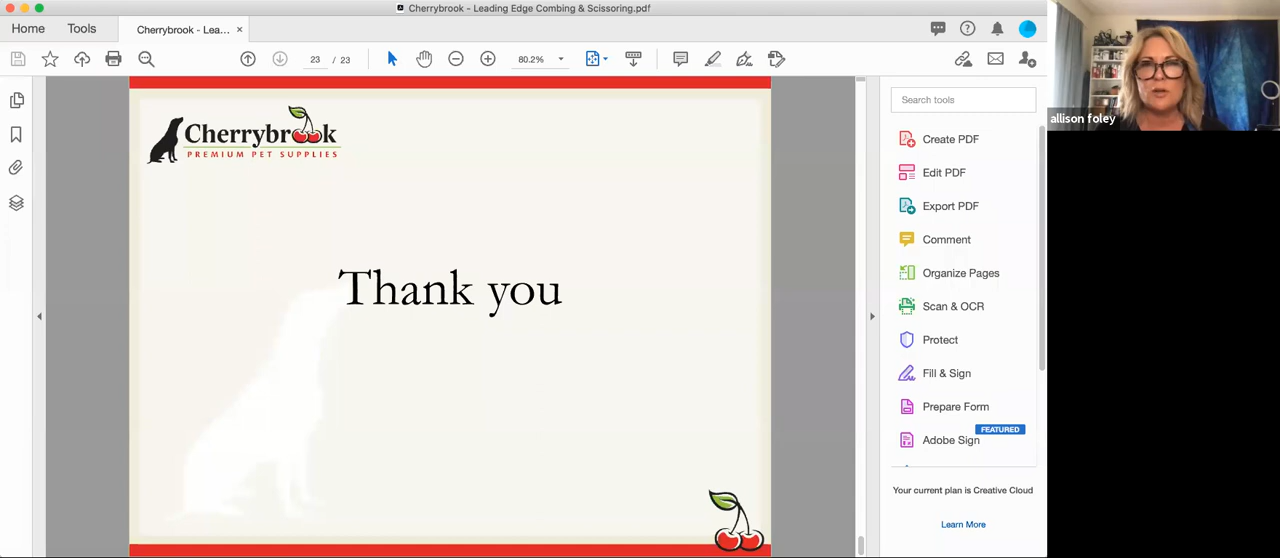 Cherrybrook - Leading Edge Combing & Scissoring.pdf
Home
Tools
Cherrybrook - Lea... ×
23 / 23
80.2%
Search tools
Create PDF
Edit PDF
Export PDF
Comment
Organize Pages
Scan & OCR
Protect
Fill & Sign
Prepare Form
FEATURED
Adobe Sign
Your current plan is Creative Cloud
Learn More
Cherrybrook
PREMIUM PET SUPPLIES
Thank you
allison foley